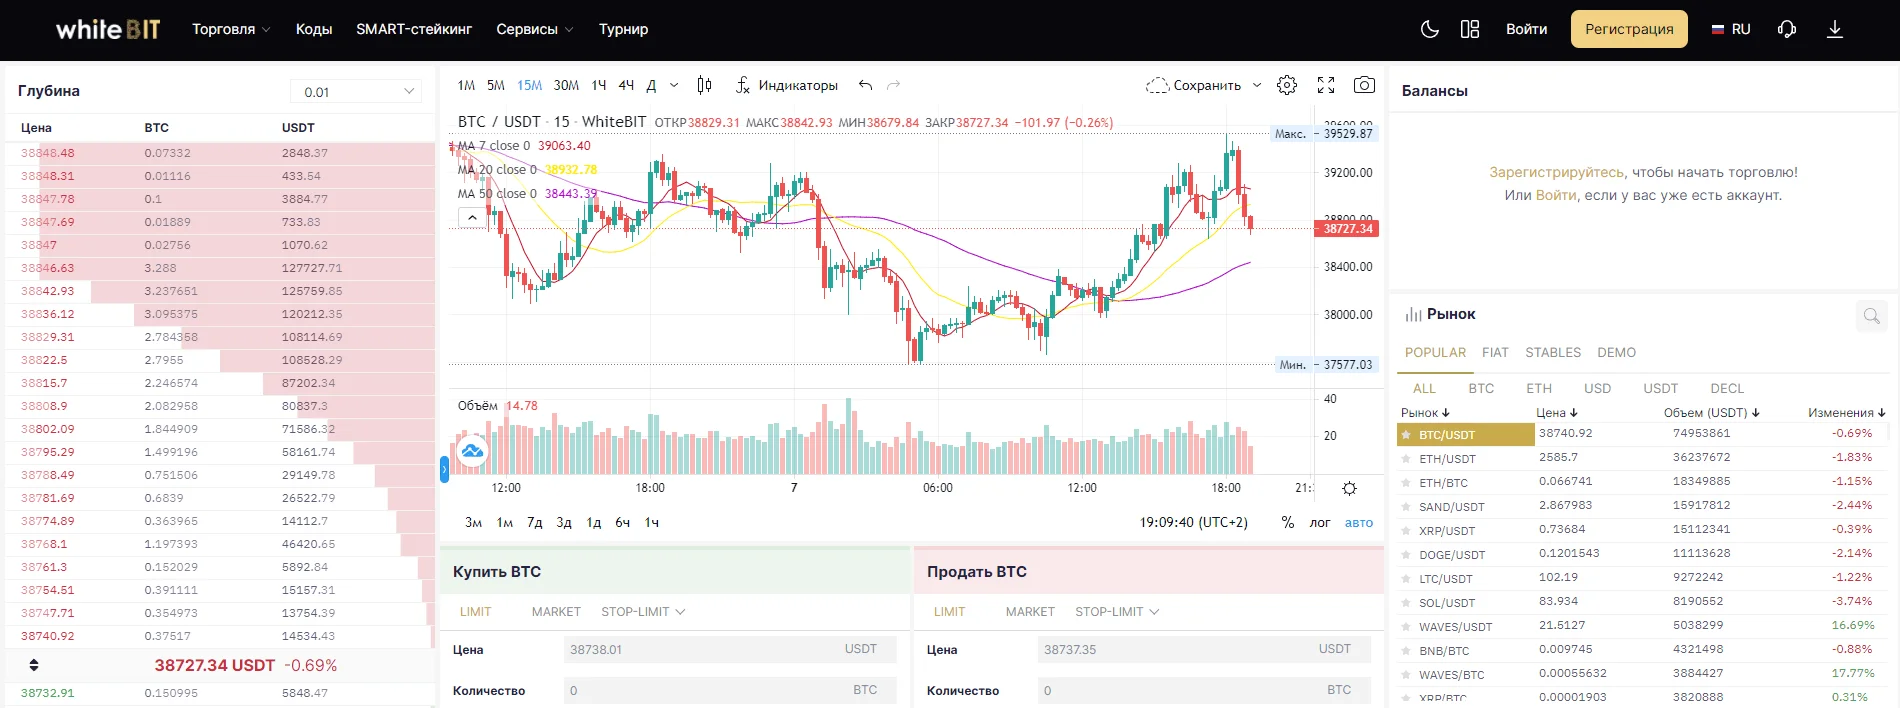 whiteBIT Торговля Коды SMART-стейкинг Сервисы Турнир Войти Регистрация RU
Глубина 0.01
Цена BTC USDT
38848.48 0.07332 2848.37
38848.31 0.01116 433.54
38847.78 0.1 3884.77
38847.69 0.01889 733.83
38847 0.02756 1070.62
38846.63 3.288 127727.71
38842.93 3.237651 125759.85
38836.12 3.095375 120212.35
38829.31 2.784358 108114.69
38822.5 2.7955 108528.29
38815.7 2.246574 87202.34
38808.9 2.082958 80837.3
38802.09 1.844909 71586.32
38795.29 1.499196 58161.74
38788.49 0.751506 29149.78
38781.69 0.6839 26522.79
38774.89 0.363965 14112.7
38768.1 1.197393 46420.65
38761.3 0.152029 5892.84
38754.51 0.391111 15157.31
38747.71 0.354973 13754.39
38740.92 0.37517 14534.43
38727.34 USDT -0.69%
38732.91 0.150995 5848.47
1М 5М 15М 30М 1Ч 4Ч Д Индикаторы Сохранить
BTC / USDT · 15 · WhiteBIT ОТКР38829.31 МАКС38842.93 МИН38679.84 ЗАКР38727.34 −101.97 (−0.26%)
MA 7 close 0 39063.40
MA 20 close 0 38932.78
MA 50 close 0 38443.39
39600.00
Макс. 39529.87
39200.00
38800.00
38727.34
38400.00
38000.00
Мин. 37577.03
Объём 14.78
40
20
12:00 18:00 7 06:00 12:00 18:00 21:
3м 1м 7д 3д 1д 6ч 1ч 19:09:40 (UTC+2) % лог авто
Купить BTC
LIMIT MARKET STOP-LIMIT
Цена 38738.01 USDT
Количество 0 BTC
Продать BTC
LIMIT MARKET STOP-LIMIT
Цена 38737.35 USDT
Количество 0 BTC
Балансы
Зарегистрируйтесь, чтобы начать торговлю!
Или Войти, если у вас уже есть аккаунт.
Рынок
POPULAR FIAT STABLES DEMO
ALL BTC ETH USD USDT DECL
Рынок Цена Объем (USDT) Изменения
BTC/USDT 38740.92 74953861 -0.69%
ETH/USDT 2585.7 36237672 -1.83%
ETH/BTC 0.066741 18349885 -1.15%
SAND/USDT 2.867983 15917812 -2.44%
XRP/USDT 0.73684 15112341 -0.39%
DOGE/USDT 0.1201543 11113628 -2.14%
LTC/USDT 102.19 9272242 -1.22%
SOL/USDT 83.934 8190552 -3.74%
WAVES/USDT 21.5127 5038299 16.69%
BNB/BTC 0.009745 4321498 -0.88%
WAVES/BTC 0.00055632 3884427 17.77%
XRP/BTC 0.00001903 3820888 0.31%